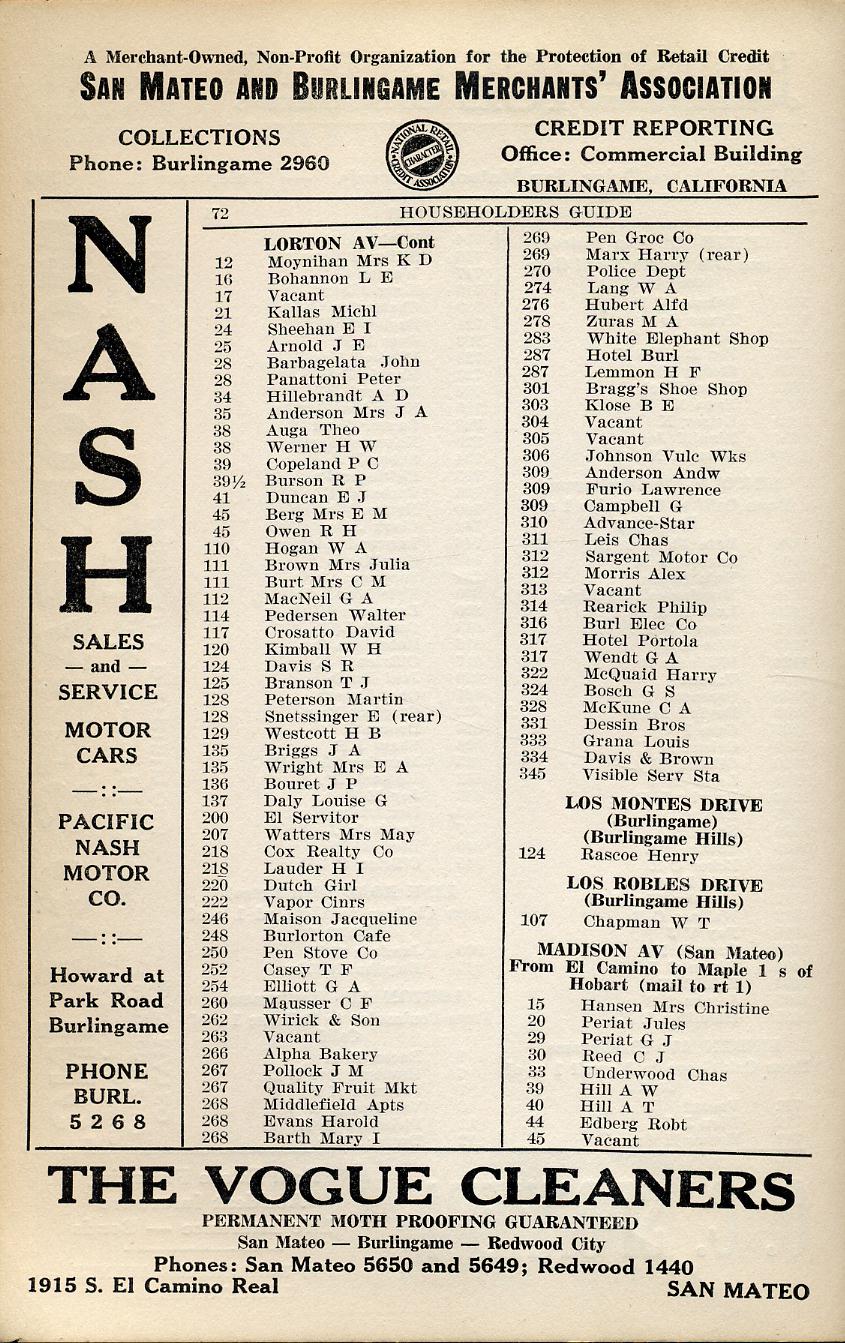 A Merchant-Owned, Non-Profit Organization for the Protection of Retail Credit
SAN MATEO AND BURLINGAME MERCHANTS' ASSOCIATION
COLLECTIONS
Phone: Burlingame 2960
NATIONAL RETAIL
CHARACTER
CREDIT ASSOCIATION
CREDIT REPORTING
Office: Commercial Building
BURLINGAME, CALIFORNIA
NASH
SALES
— and —
SERVICE
MOTOR
CARS
—::—
PACIFIC
NASH
MOTOR
CO.
—::—
Howard at
Park Road
Burlingame
PHONE
BURL.
5 2 6 8
72 HOUSEHOLDERS GUIDE
LORTON AV—Cont
12 Moynihan Mrs K D
16 Bohannon L E
17 Vacant
21 Kallas Michl
24 Sheehan E I
25 Arnold J E
28 Barbagelata John
28 Panattoni Peter
34 Hillebrandt A D
35 Anderson Mrs J A
38 Auga Theo
38 Werner H W
39 Copeland P C
39½ Burson R P
41 Duncan E J
45 Berg Mrs E M
45 Owen R H
110 Hogan W A
111 Brown Mrs Julia
111 Burt Mrs C M
112 MacNeil G A
114 Pedersen Walter
117 Crosatto David
120 Kimball W H
124 Davis S R
125 Branson T J
128 Peterson Martin
128 Snetssinger E (rear)
129 Westcott H B
135 Briggs J A
135 Wright Mrs E A
136 Bouret J P
137 Daly Louise G
200 El Servitor
207 Watters Mrs May
218 Cox Realty Co
218 Lauder H I
220 Dutch Girl
222 Vapor Cinrs
246 Maison Jacqueline
248 Burlorton Cafe
250 Pen Stove Co
252 Casey T F
254 Elliott G A
260 Mausser C F
262 Wirick & Son
263 Vacant
266 Alpha Bakery
267 Pollock J M
267 Quality Fruit Mkt
268 Middlefield Apts
268 Evans Harold
268 Barth Mary I
269 Pen Groc Co
269 Marx Harry (rear)
270 Police Dept
274 Lang W A
276 Hubert Alfd
278 Zuras M A
283 White Elephant Shop
287 Hotel Burl
287 Lemmon H F
301 Bragg's Shoe Shop
303 Klose B E
304 Vacant
305 Vacant
306 Johnson Vulc Wks
309 Anderson Andw
309 Furio Lawrence
309 Campbell G
310 Advance-Star
311 Leis Chas
312 Sargent Motor Co
312 Morris Alex
313 Vacant
314 Rearick Philip
316 Burl Elec Co
317 Hotel Portola
317 Wendt G A
322 McQuaid Harry
324 Bosch G S
328 McKune C A
331 Dessin Bros
333 Grana Louis
334 Davis & Brown
345 Visible Serv Sta
LOS MONTES DRIVE
(Burlingame)
(Burlingame Hills)
124 Rascoe Henry
LOS ROBLES DRIVE
(Burlingame Hills)
107 Chapman W T
MADISON AV (San Mateo)
From El Camino to Maple 1 s of
Hobart (mail to rt 1)
15 Hansen Mrs Christine
20 Periat Jules
29 Periat G J
30 Reed C J
33 Underwood Chas
39 Hill A W
40 Hill A T
44 Edberg Robt
45 Vacant
THE VOGUE CLEANERS
PERMANENT MOTH PROOFING GUARANTEED
San Mateo — Burlingame — Redwood City
Phones: San Mateo 5650 and 5649; Redwood 1440
1915 S. El Camino Real SAN MATEO